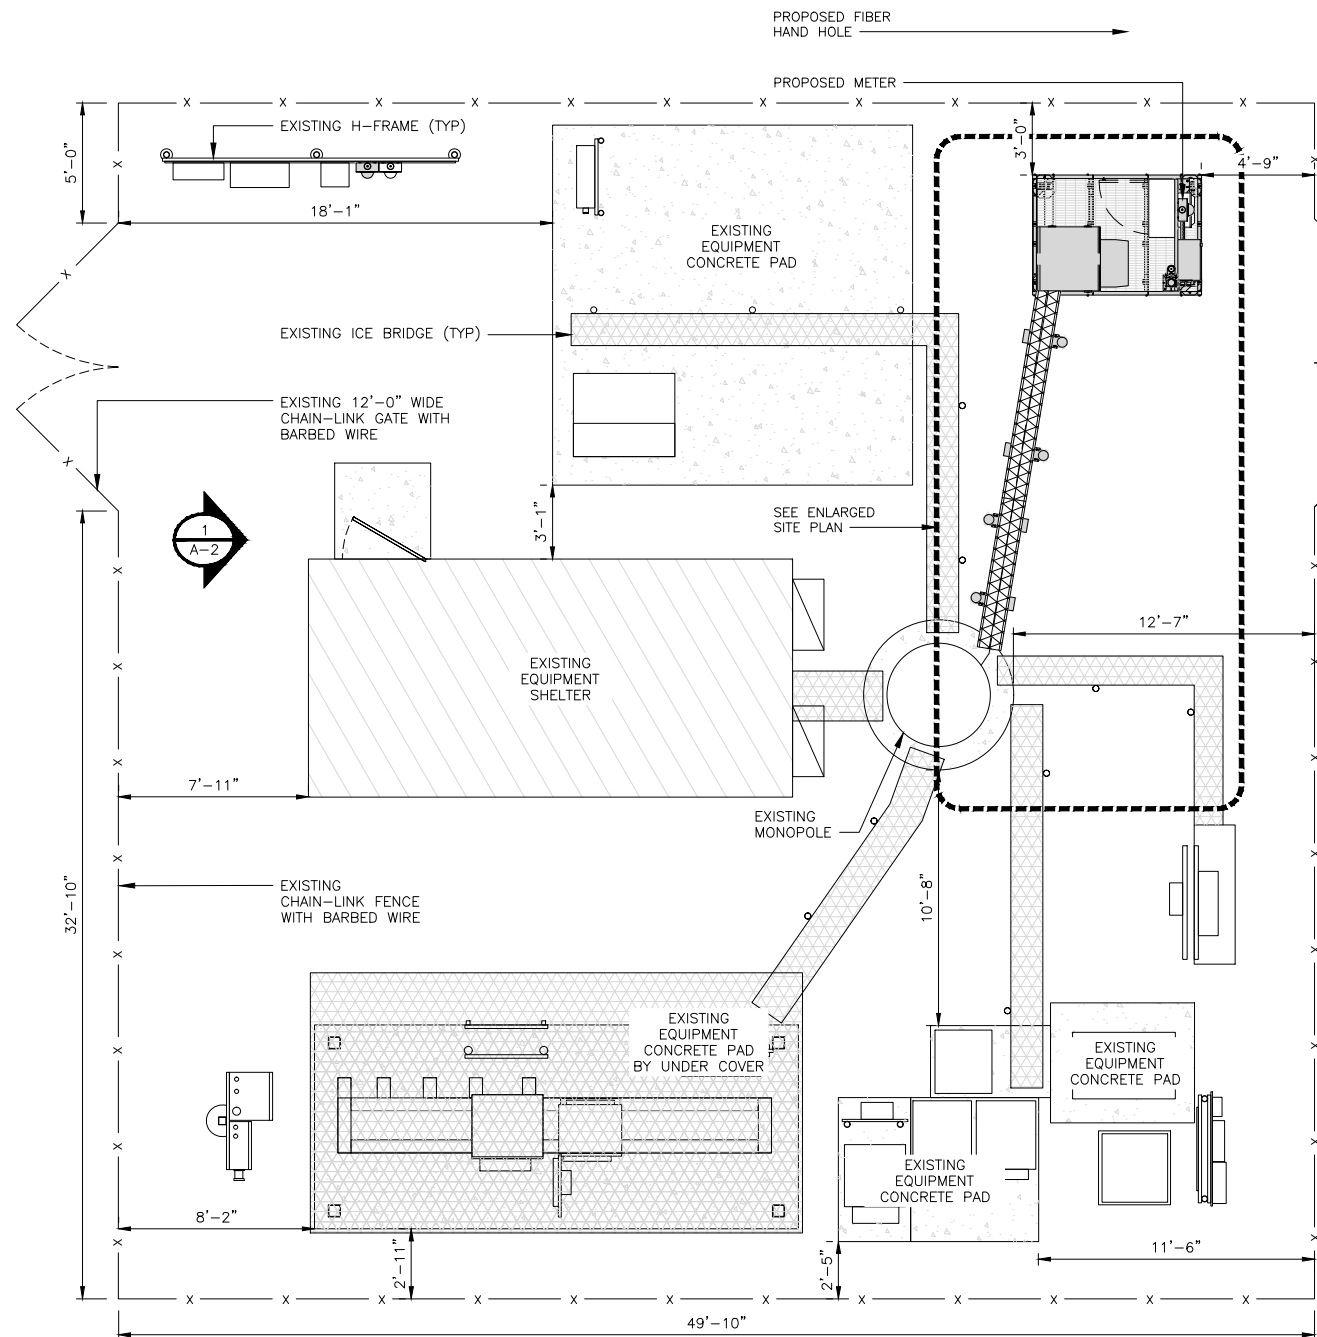 PROPOSED FIBER
HAND HOLE
PROPOSED METER
EXISTING H-FRAME (TYP)
5'-0"
3'-0"
4'-9"
18'-1"
EXISTING
EQUIPMENT
CONCRETE PAD
EXISTING ICE BRIDGE (TYP)
EXISTING 12'-0" WIDE
CHAIN-LINK GATE WITH
BARBED WIRE
3'-1"
SEE ENLARGED
SITE PLAN
1
A-2
12'-7"
EXISTING
EQUIPMENT
SHELTER
7'-11"
EXISTING
MONOPOLE
32'-10"
EXISTING
CHAIN-LINK FENCE
WITH BARBED WIRE
10'-8"
EXISTING
EQUIPMENT
CONCRETE PAD
BY UNDER COVER
EXISTING
EQUIPMENT
CONCRETE PAD
EXISTING
EQUIPMENT
CONCRETE PAD
8'-2"
2'-11"
2'-5"
11'-6"
49'-10"